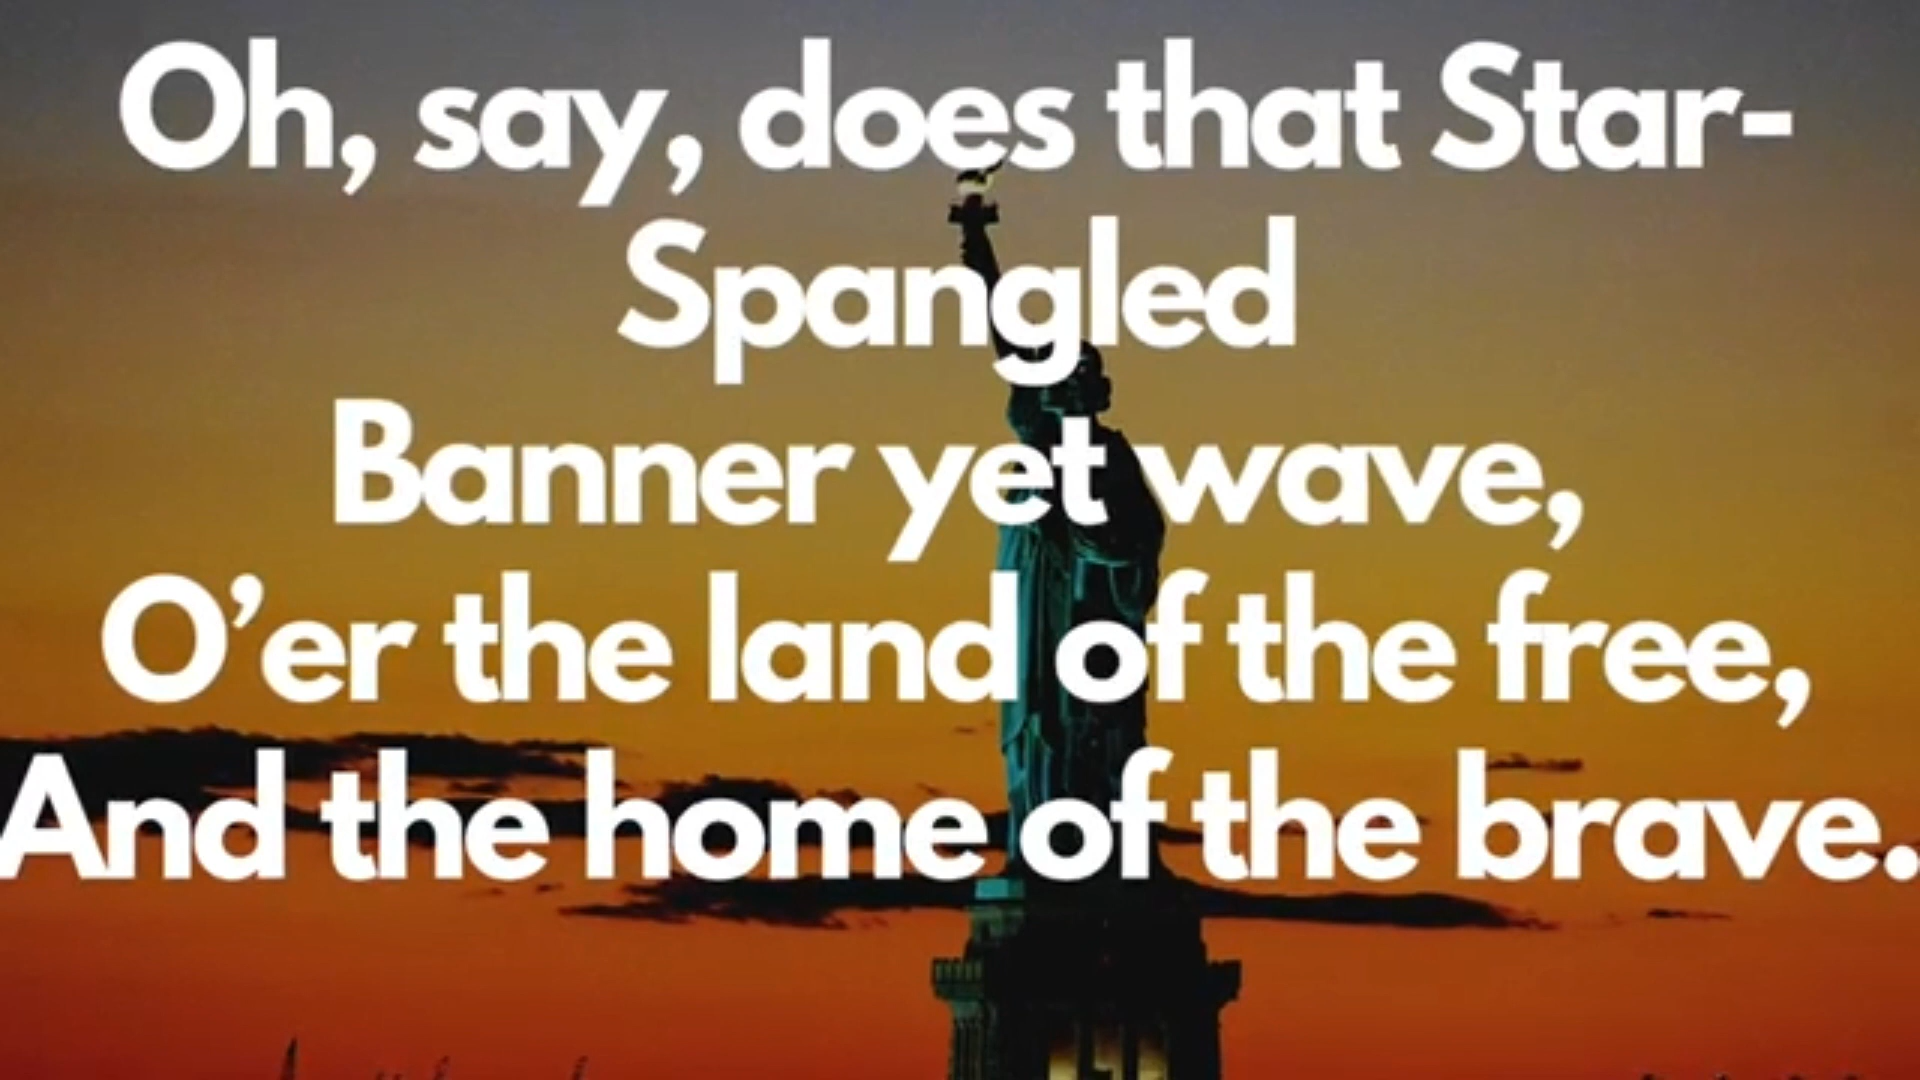 Oh, say, does that Star-
Spangled
Banner yet wave,
O’er the land of the free,
And the home of the brave.